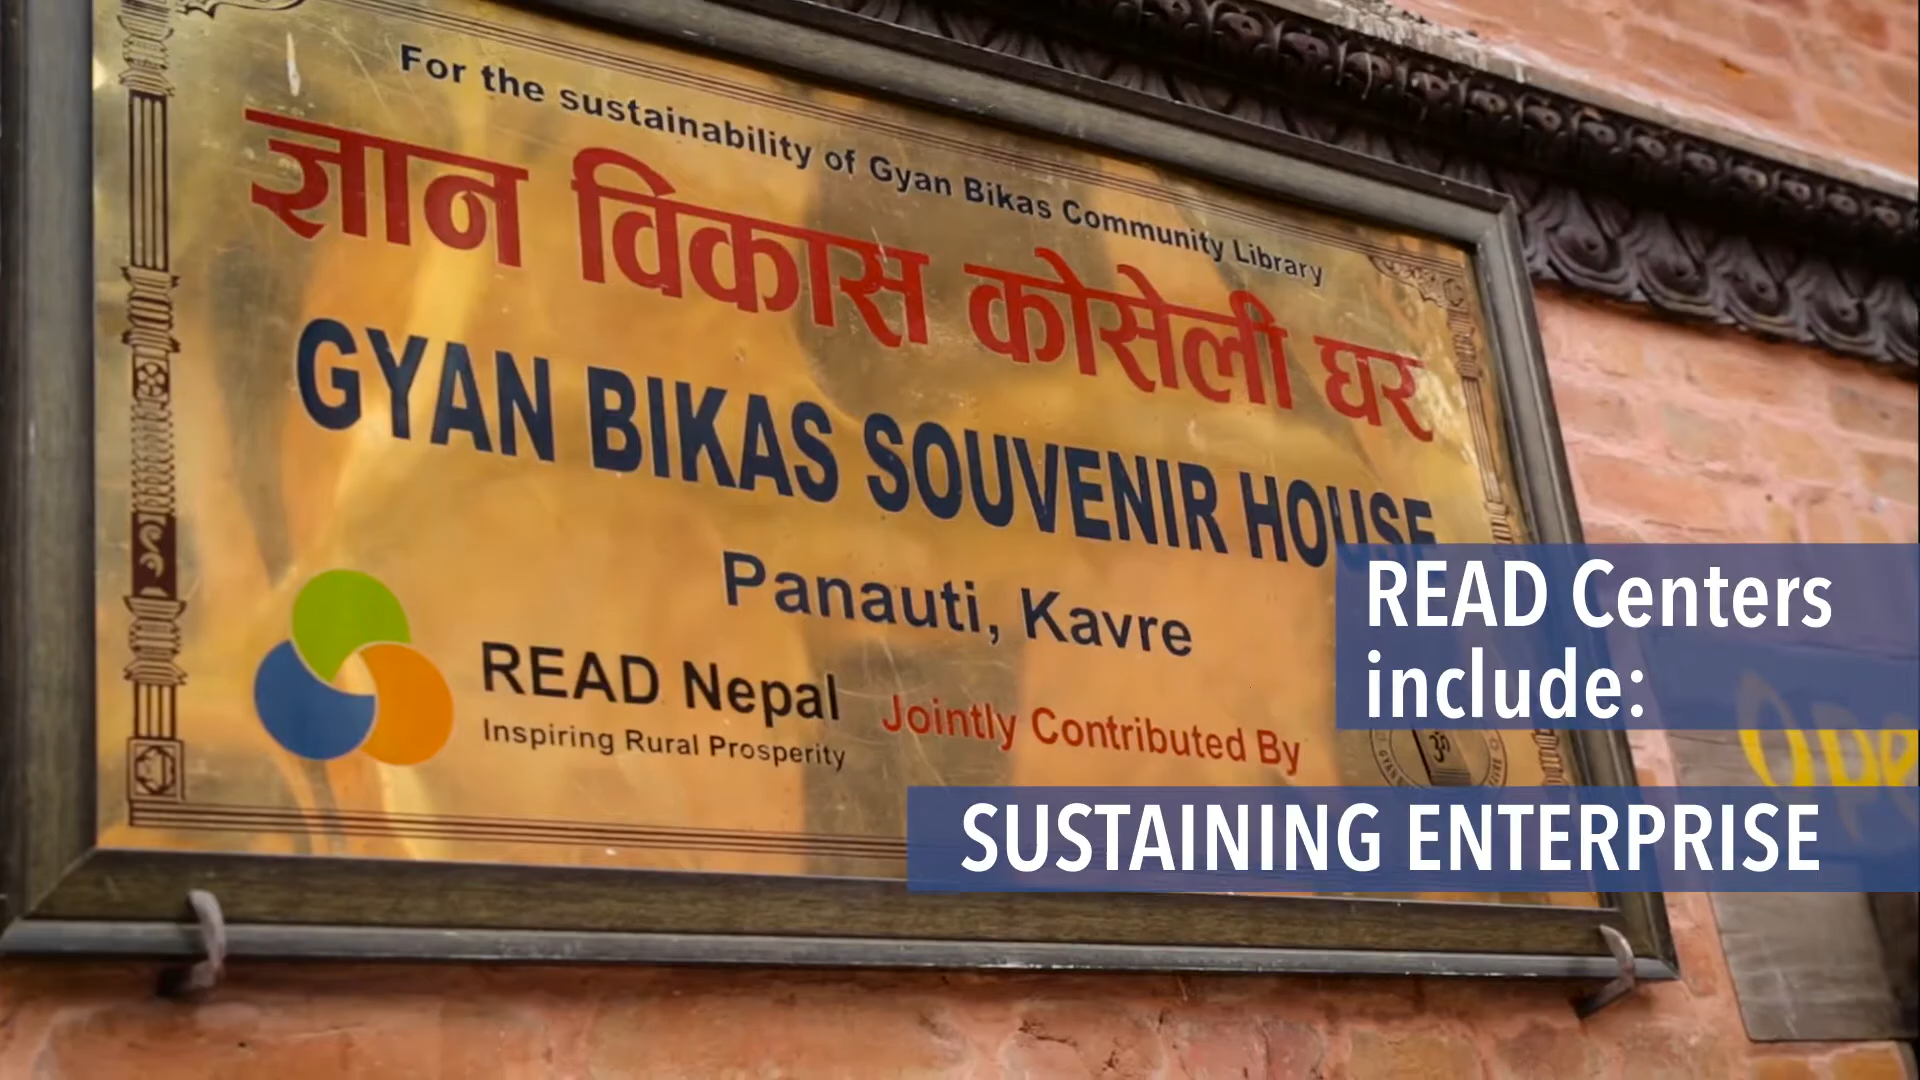 For the sustainability of Gyan Bikas Community Library
ज्ञान विकास कोसेली घर
GYAN BIKAS SOUVENIR HOUSE
Panauti, Kavre
READ Nepal
Inspiring Rural Prosperity
Jointly Contributed By
ॐ
READ Centers
include:
SUSTAINING ENTERPRISE